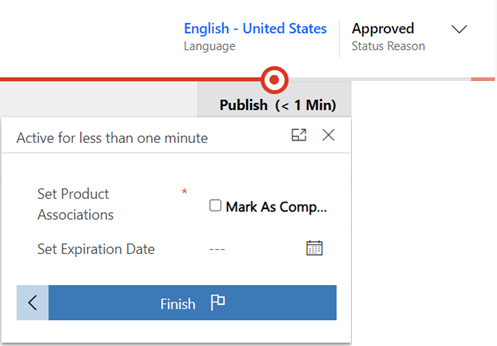 English - United States
Language
Approved
Status Reason
Publish (< 1 Min)
Active for less than one minute
Set Product
Associations
*
Mark As Comp...
Set Expiration Date
---
Finish